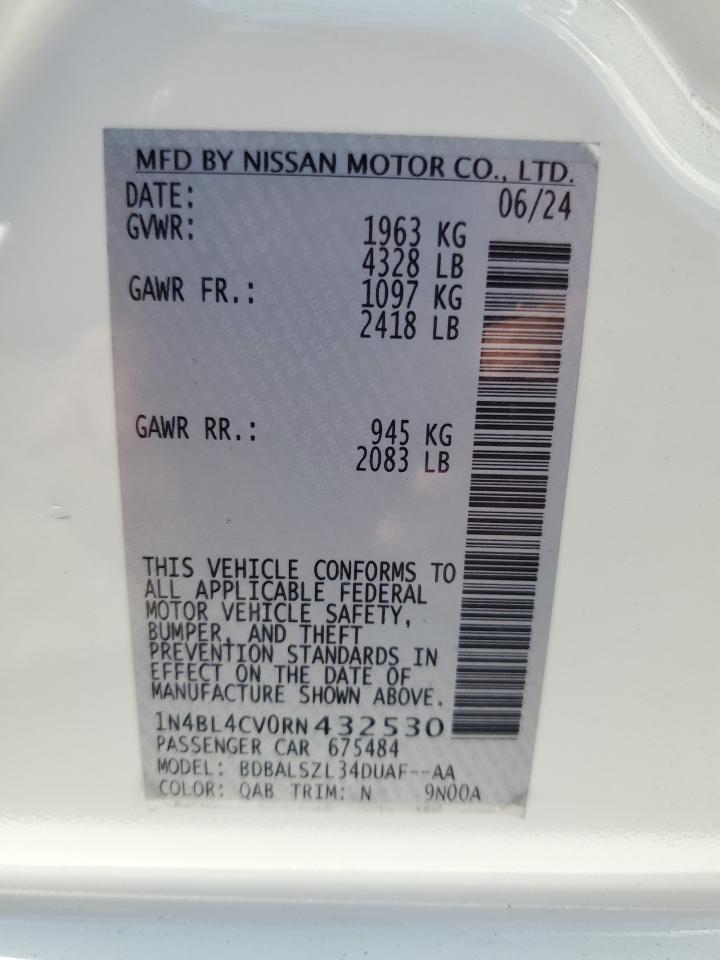 MFD BY NISSAN MOTOR CO., LTD.
DATE: 06/24
GVWR: 1963 KG
4328 LB
GAWR FR.: 1097 KG
2418 LB
GAWR RR.: 945 KG
2083 LB
THIS VEHICLE CONFORMS TO
ALL APPLICABLE FEDERAL
MOTOR VEHICLE SAFETY,
BUMPER, AND THEFT
PREVENTION STANDARDS IN
EFFECT ON THE DATE OF
MANUFACTURE SHOWN ABOVE.
1N4BL4CV0RN432530
PASSENGER CAR 675484
MODEL: BDBALSZL34DUAF--AA
COLOR: QAB TRIM: N 9N00A